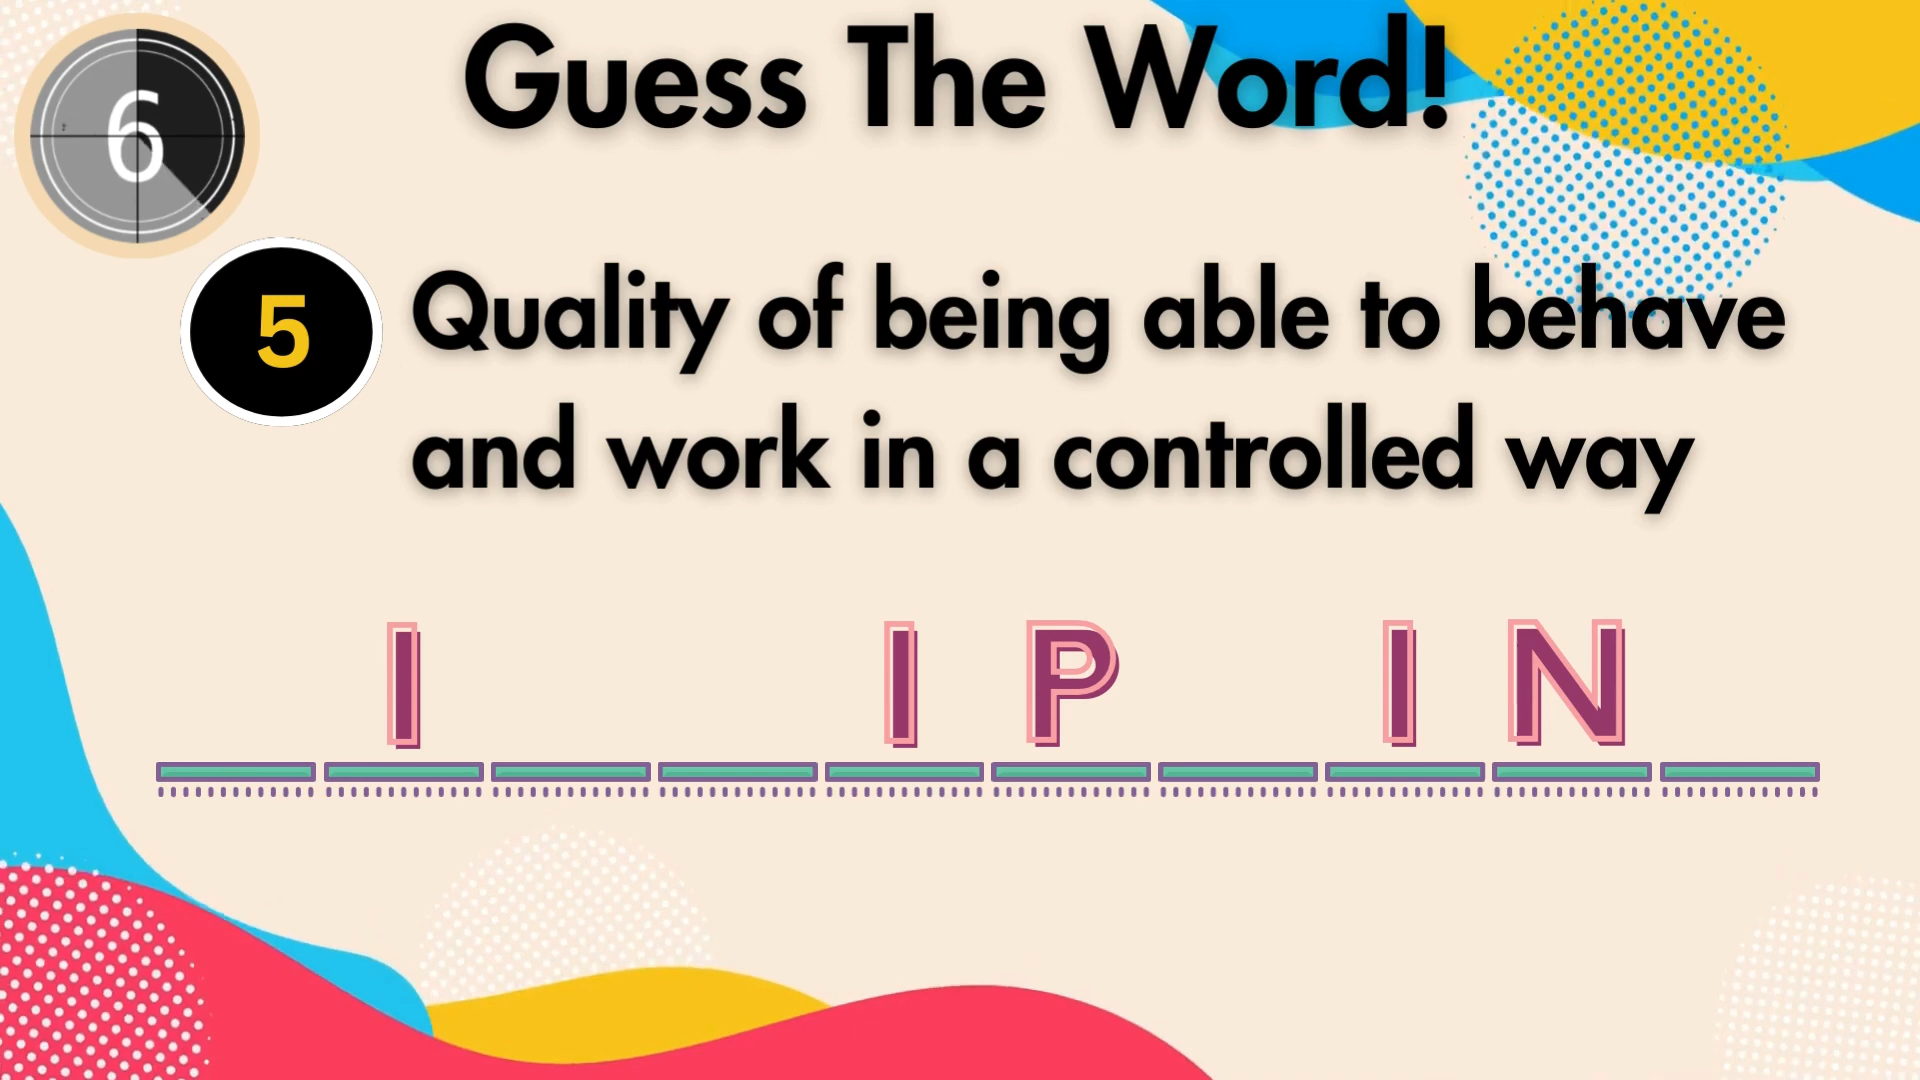 Guess The Word!
6
5
Quality of being able to behave
and work in a controlled way
I I P I N